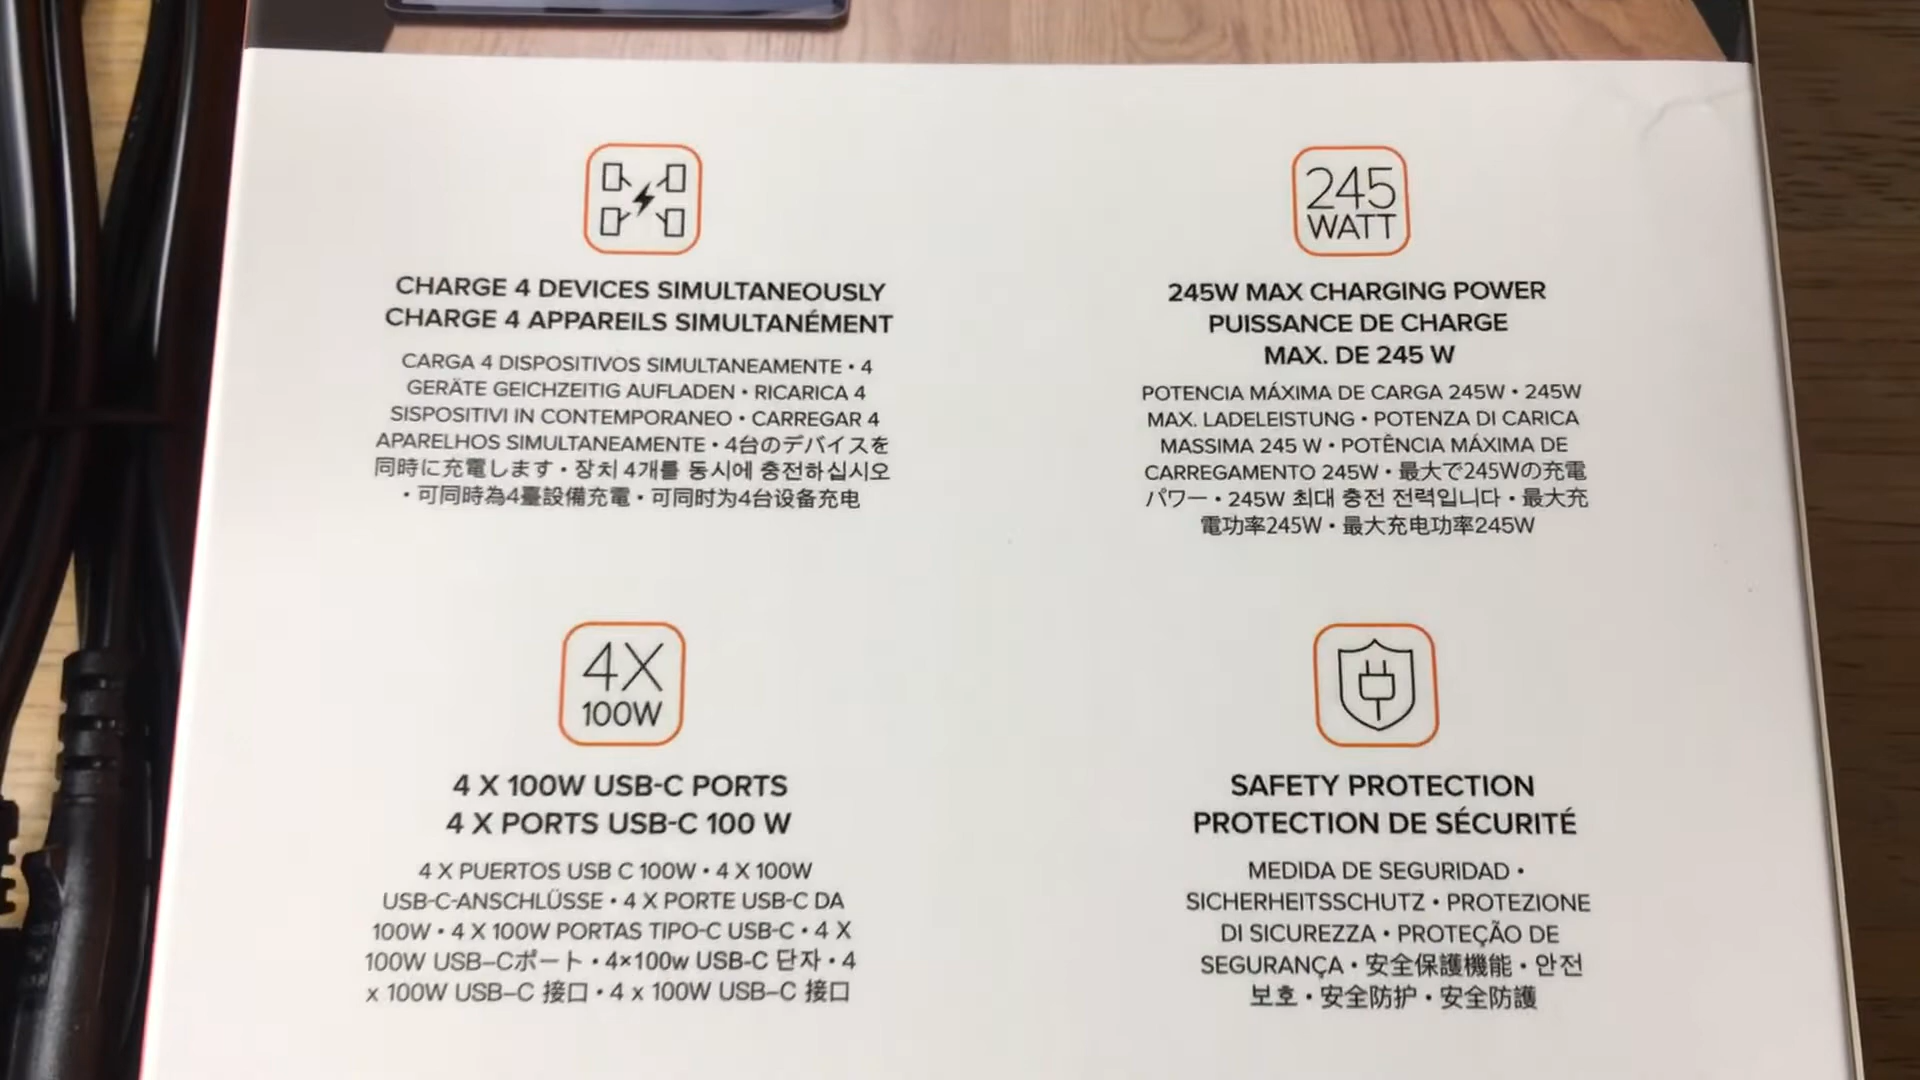 CHARGE 4 DEVICES SIMULTANEOUSLY
CHARGE 4 APPAREILS SIMULTANÉMENT
CARGA 4 DISPOSITIVOS SIMULTANEAMENTE • 4
GERÄTE GEICHZEITIG AUFLADEN • RICARICA 4
SISPOSITIVI IN CONTEMPORANEO • CARREGAR 4
APARELHOS SIMULTANEAMENTE • 4台のデバイスを
同時に充電します • 장치 4개를 동시에 충전하십시오
• 可同時為4臺設備充電 • 可同时为4台设备充电
245
WATT
245W MAX CHARGING POWER
PUISSANCE DE CHARGE
MAX. DE 245 W
POTENCIA MÁXIMA DE CARGA 245W • 245W
MAX. LADELEISTUNG • POTENZA DI CARICA
MASSIMA 245 W • POTÊNCIA MÁXIMA DE
CARREGAMENTO 245W • 最大で245Wの充電
パワー • 245W 최대 충전 전력입니다 • 最大充
電功率245W • 最大充电功率245W
4X
100W
4 X 100W USB-C PORTS
4 X PORTS USB-C 100 W
4 X PUERTOS USB C 100W • 4 X 100W
USB-C-ANSCHLÜSSE • 4 X PORTE USB-C DA
100W • 4 X 100W PORTAS TIPO-C USB-C • 4 X
100W USB–Cポート • 4×100w USB-C 단자 • 4
x 100W USB–C 接口 • 4 x 100W USB–C 接口
SAFETY PROTECTION
PROTECTION DE SÉCURITÉ
MEDIDA DE SEGURIDAD •
SICHERHEITSSCHUTZ • PROTEZIONE
DI SICUREZZA • PROTEÇÃO DE
SEGURANÇA • 安全保護機能 • 안전
보호 • 安全防护 • 安全防護